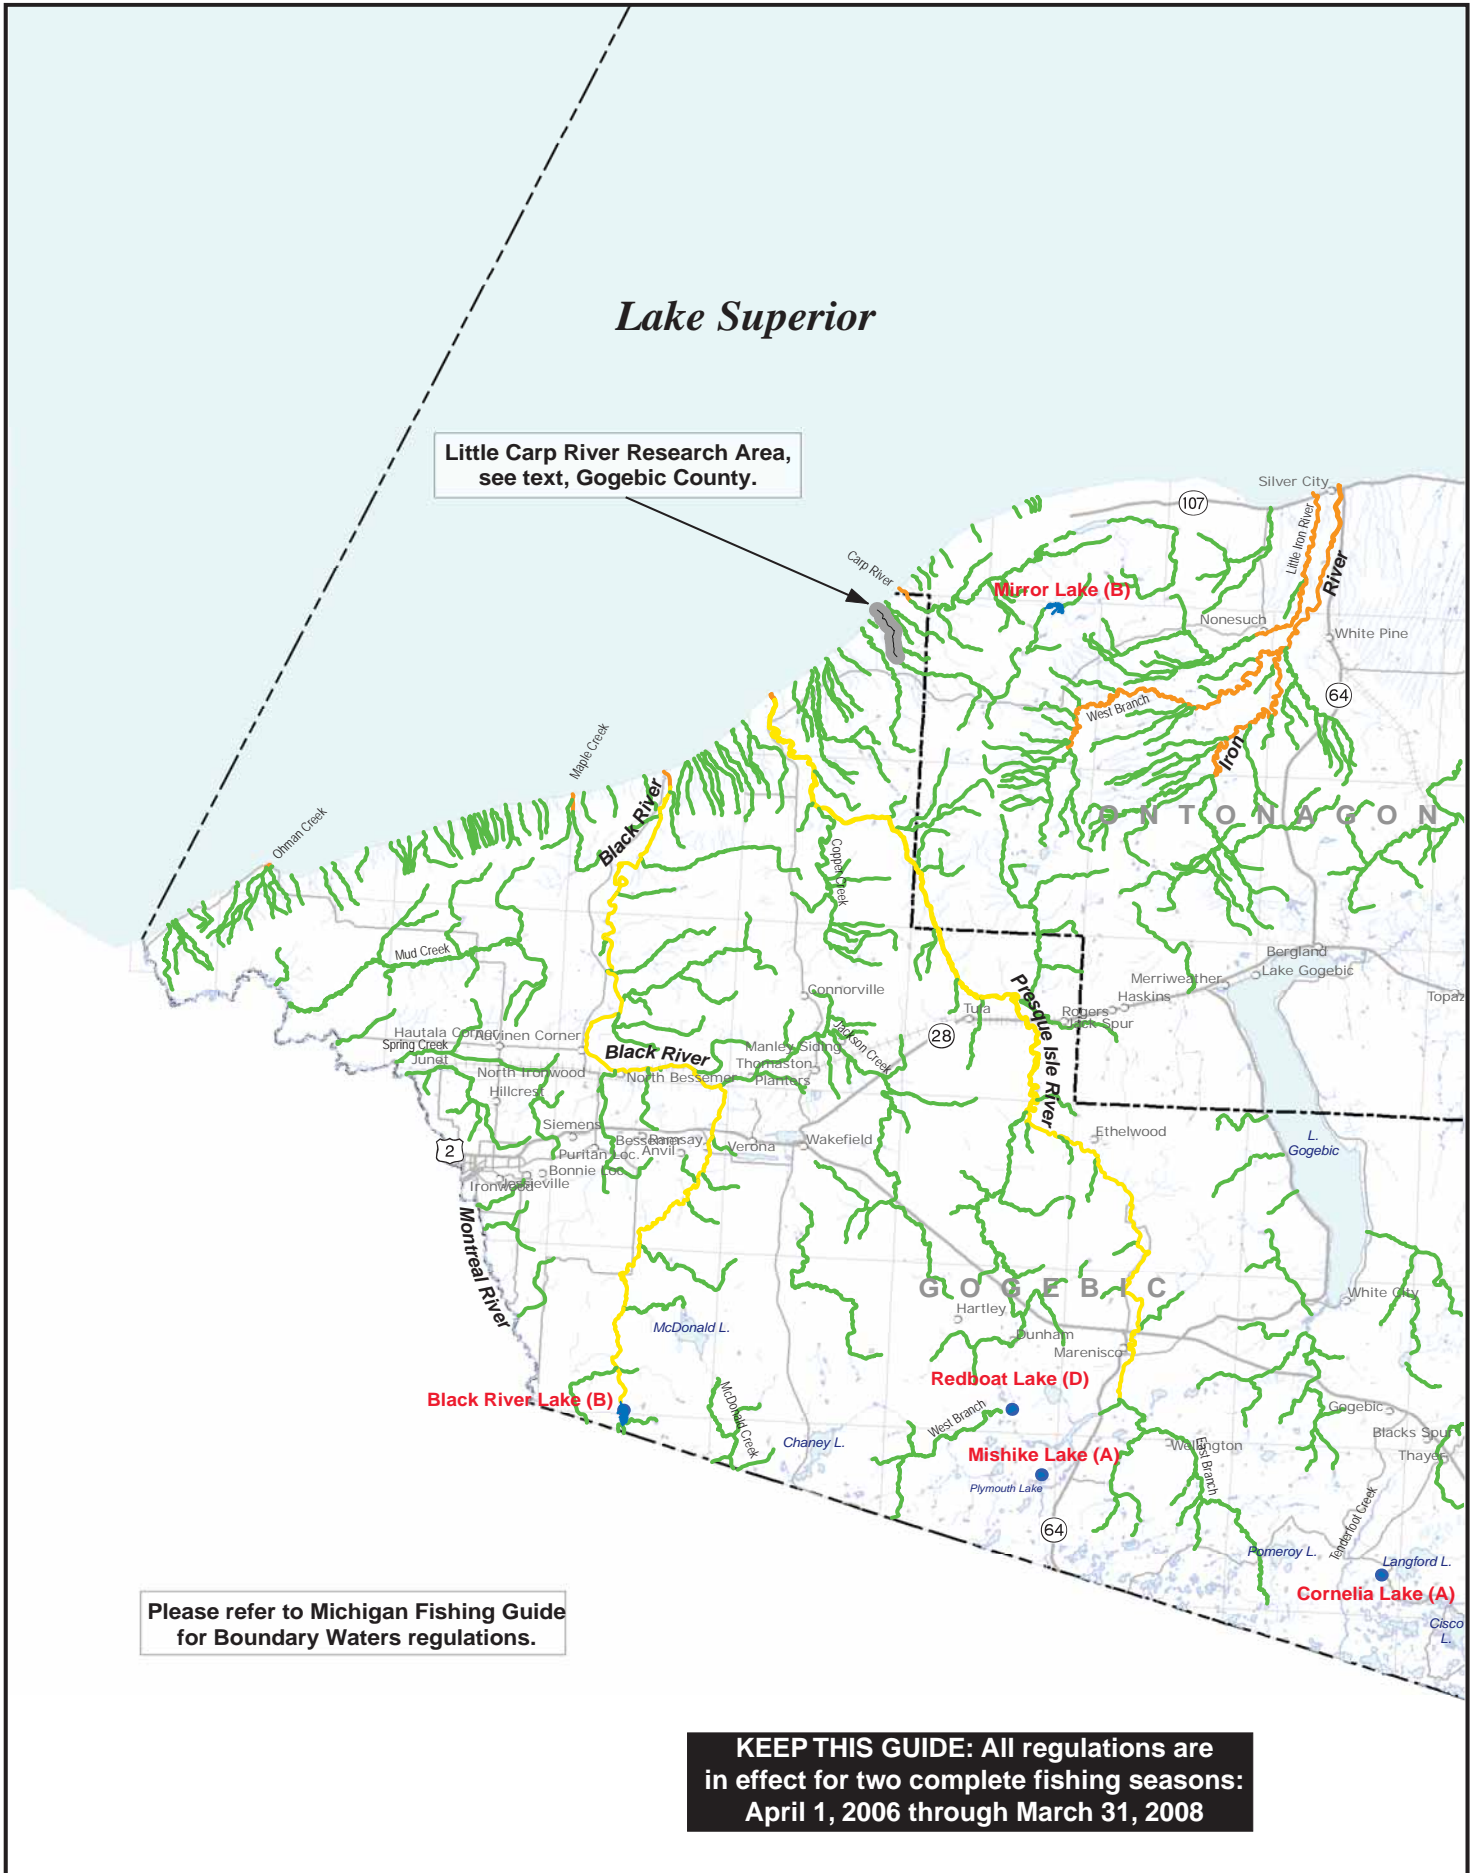 Lake Superior
Little Carp River Research Area,
see text, Gogebic County.
Silver City
107
Little Iron River
River
Carp River
Mirror Lake (B)
Nonesuch
White Pine
64
West Branch
Iron
Maple Creek
Black River
Ohman Creek
ONTONAGON
Copper Creek
Mud Creek
Bergland
Lake Gogebic
Merriweather
Haskins
Topaz
Connorville
Presque Isle River
Tula
Rogers
Jack Spur
28
Jackson Creek
Hautala Corner
Auvinen Corner
Spring Creek
Junet
Black River
Manley Siding
Thomaston
Planters
North Ironwood
North Bessemer
Hillcrest
Siemens
Bessemer
Ramsay
Anvil
Verona
Wakefield
Ethelwood
L.
Gogebic
2
Puritan Loc.
Bonnie Loc.
Ironwood
Jessieville
Montreal River
GOGEBIC
White City
Hartley
Dunham
Marenisco
McDonald L.
Redboat Lake (D)
Black River Lake (B)
McDonald Creek
West Branch
Gogebic
Chaney L.
Wellington
East Branch
Blacks Spur
Thayer
Mishike Lake (A)
Plymouth Lake
Tenderfoot Creek
64
Pomeroy L.
Langford L.
Cornelia Lake (A)
Cisco
L.
Please refer to Michigan Fishing Guide
for Boundary Waters regulations.
KEEP THIS GUIDE: All regulations are
in effect for two complete fishing seasons:
April 1, 2006 through March 31, 2008